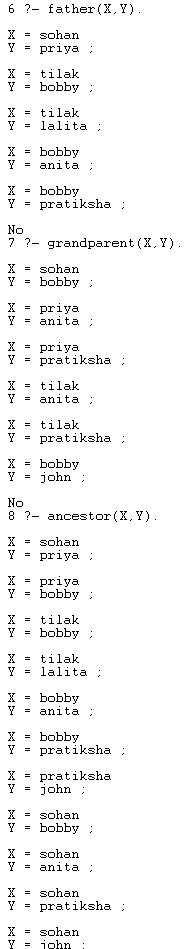 6 ?- father(X,Y).
X = sohan
Y = priya ;
X = tilak
Y = bobby ;
X = tilak
Y = lalita ;
X = bobby
Y = anita ;
X = bobby
Y = pratiksha ;
No
7 ?- grandparent(X,Y).
X = sohan
Y = bobby ;
X = priya
Y = anita ;
X = priya
Y = pratiksha ;
X = tilak
Y = anita ;
X = tilak
Y = pratiksha ;
X = bobby
Y = john ;
No
8 ?- ancestor(X,Y).
X = sohan
Y = priya ;
X = priya
Y = bobby ;
X = tilak
Y = bobby ;
X = tilak
Y = lalita ;
X = bobby
Y = anita ;
X = bobby
Y = pratiksha ;
X = pratiksha
Y = john ;
X = sohan
Y = bobby ;
X = sohan
Y = anita ;
X = sohan
Y = pratiksha ;
X = sohan
Y = john ;